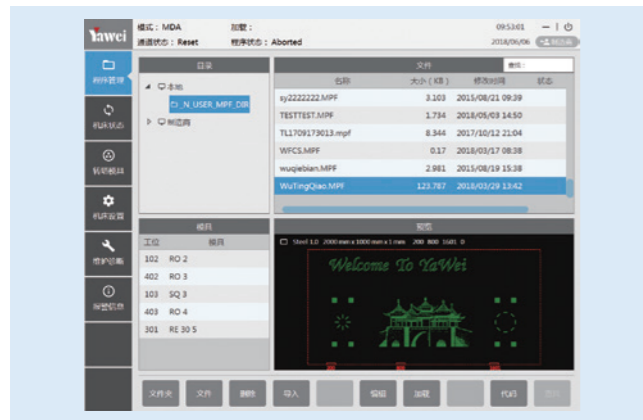 Yawei
模式：MDA
加载：
09:53:01
通道状态：Reset
程序状态：Aborted
2018/06/06
制造商
程序管理
机床状态
转塔模具
机床设置
维护诊断
报警信息
目录
本地
_N_USER_MPF_DIR
制造商
文件
查找：
名称 大小（KB） 修改时间 状态
sy2222222.MPF 3.103 2015/08/21 09:39
TESTTEST.MPF 1.734 2018/05/03 14:50
TL1709173013.mpf 8.344 2017/10/12 21:04
WFCS.MPF 0.17 2018/03/17 08:38
wuqiebian.MPF 2.981 2015/08/19 15:38
WuTingQiao.MPF 123.787 2018/03/29 13:42
模具
工位 模具
102 RO 2
402 RO 3
103 SQ 3
403 RO 4
301 RE 30 5
预览
Steel 1.0 2000 mm x 1000 mm x 1 mm 200 800 1681 0
Welcome To YaWei
文件夹 文件 删除 导入 编辑 加载 代码